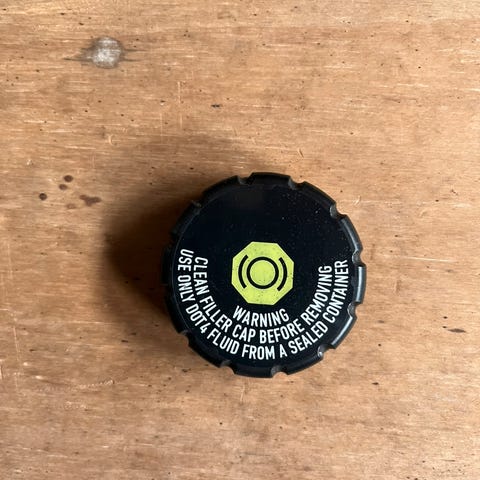 WARNING
CLEAN FILLER CAP BEFORE REMOVING
USE ONLY DOT4 FLUID FROM A SEALED CONTAINER